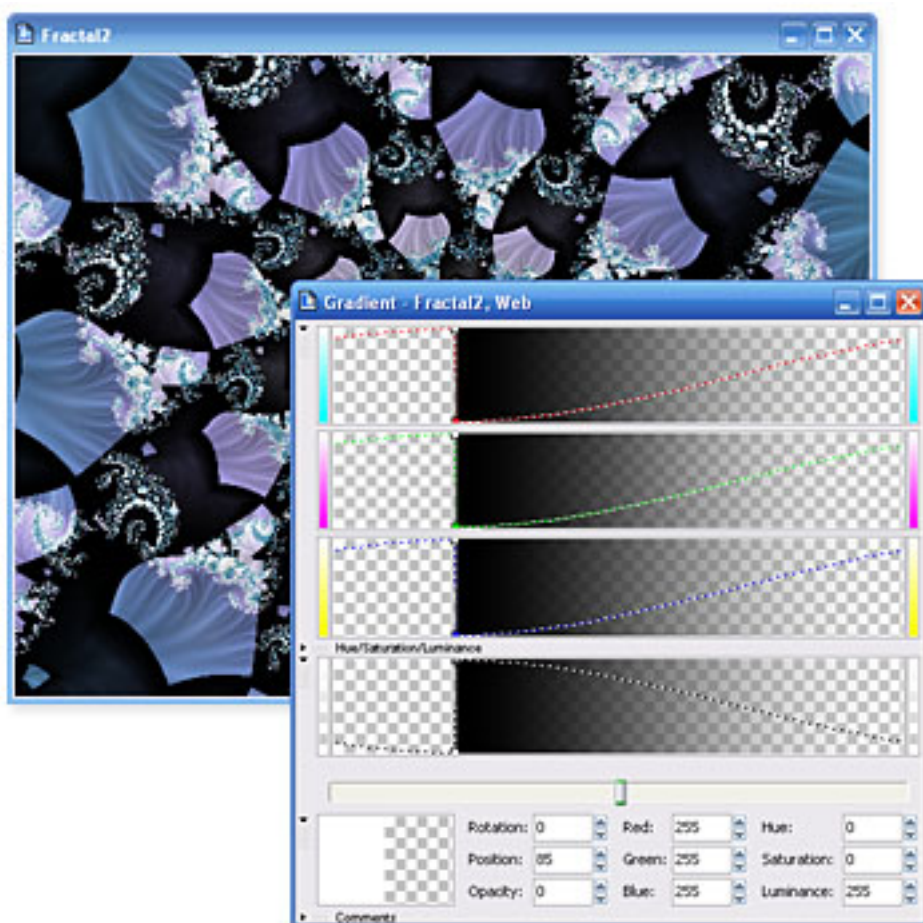 Fractal2
Gradient - Fractal2, Web
Hue/Saturation/Luminance
Rotation: 0 Red: 255 Hue: 0
Position: 85 Green: 255 Saturation: 0
Opacity: 0 Blue: 255 Luminance: 255
Comments